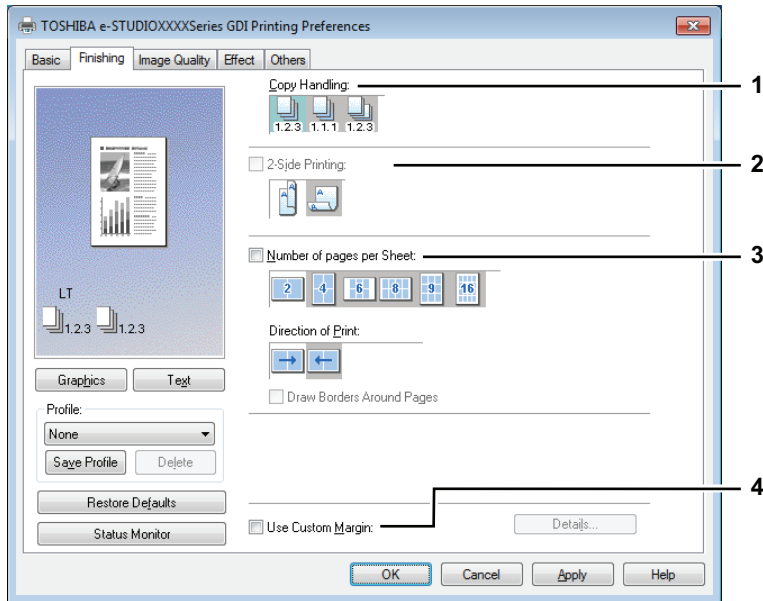 TOSHIBA e-STUDIOXXXXSeries GDI Printing Preferences
Basic Finishing Image Quality Effect Others
Copy Handling:
1
1.2.3 1.1.1 1.2.3
2-Side Printing:
2
A A A
Number of pages per Sheet:
3
2 4 6 8 9 16
LT
1.2.3 1.2.3
Direction of Print:
Graphics Text
Draw Borders Around Pages
Profile:
None
Save Profile Delete
Restore Defaults
4
Use Custom Margin: Details...
Status Monitor
OK Cancel Apply Help